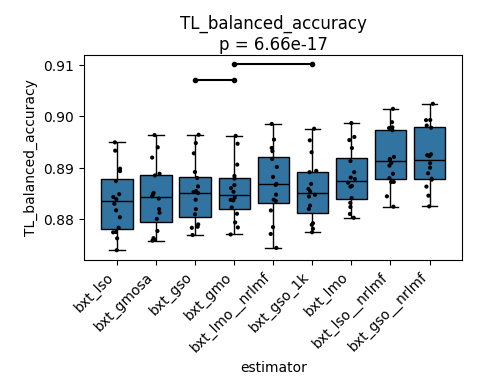 TL_balanced_accuracy
p = 6.66e-17
0.91
0.90
0.89
0.88
TL_balanced_accuracy
bxt_lso
bxt_gmosa
bxt_gso
bxt_gmo
bxt_lmo__nrlmf
bxt_gso_1k
bxt_lmo
bxt_lso__nrlmf
bxt_gso__nrlmf
estimator